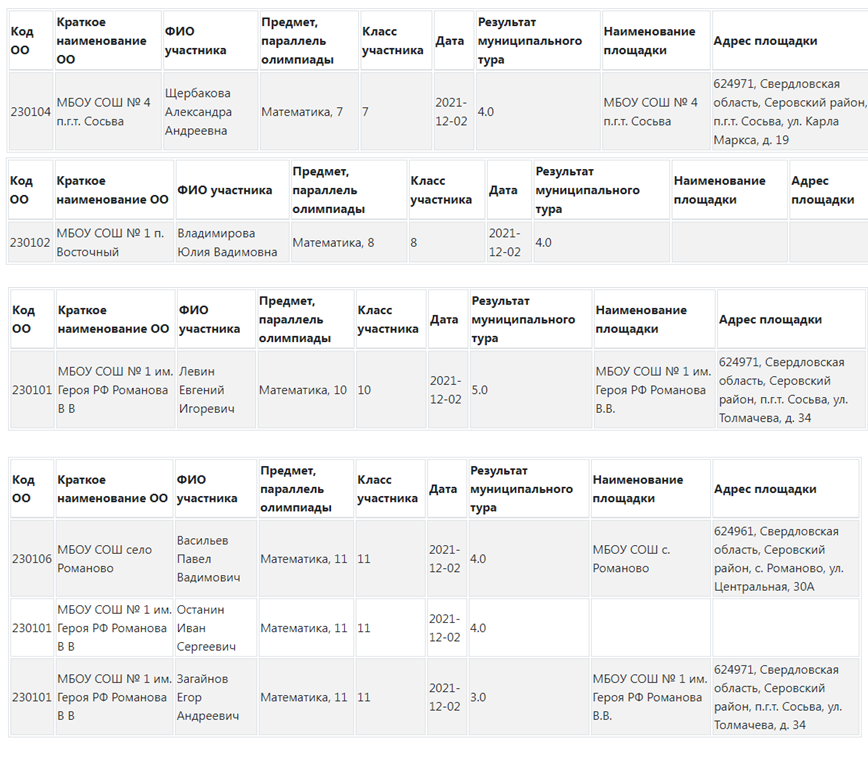 Код ОО | Краткое наименование ОО | ФИО участника | Предмет, параллель олимпиады | Класс участника | Дата | Результат муниципального тура | Наименование площадки | Адрес площадки
230104 | МБОУ СОШ № 4 п.г.т. Сосьва | Щербакова Александра Андреевна | Математика, 7 | 7 | 2021-12-02 | 4.0 | МБОУ СОШ № 4 п.г.т. Сосьва | 624971, Свердловская область, Серовский район, п.г.т. Сосьва, ул. Карла Маркса, д. 19
Код ОО | Краткое наименование ОО | ФИО участника | Предмет, параллель олимпиады | Класс участника | Дата | Результат муниципального тура | Наименование площадки | Адрес площадки
230102 | МБОУ СОШ № 1 п. Восточный | Владимирова Юлия Вадимовна | Математика, 8 | 8 | 2021-12-02 | 4.0
Код ОО | Краткое наименование ОО | ФИО участника | Предмет, параллель олимпиады | Класс участника | Дата | Результат муниципального тура | Наименование площадки | Адрес площадки
230101 | МБОУ СОШ № 1 им. Героя РФ Романова В В | Левин Евгений Игоревич | Математика, 10 | 10 | 2021-12-02 | 5.0 | МБОУ СОШ № 1 им. Героя РФ Романова В.В. | 624971, Свердловская область, Серовский район, п.г.т. Сосьва, ул. Толмачева, д. 34
Код ОО | Краткое наименование ОО | ФИО участника | Предмет, параллель олимпиады | Класс участника | Дата | Результат муниципального тура | Наименование площадки | Адрес площадки
230106 | МБОУ СОШ село Романово | Васильев Павел Вадимович | Математика, 11 | 11 | 2021-12-02 | 4.0 | МБОУ СОШ с. Романово | 624961, Свердловская область, Серовский район, с. Романово, ул. Центральная, 30А
230101 | МБОУ СОШ № 1 им. Героя РФ Романова В В | Останин Иван Сергеевич | Математика, 11 | 11 | 2021-12-02 | 4.0
230101 | МБОУ СОШ № 1 им. Героя РФ Романова В В | Загайнов Егор Андреевич | Математика, 11 | 11 | 2021-12-02 | 3.0 | МБОУ СОШ № 1 им. Героя РФ Романова В.В. | 624971, Свердловская область, Серовский район, п.г.т. Сосьва, ул. Толмачева, д. 34